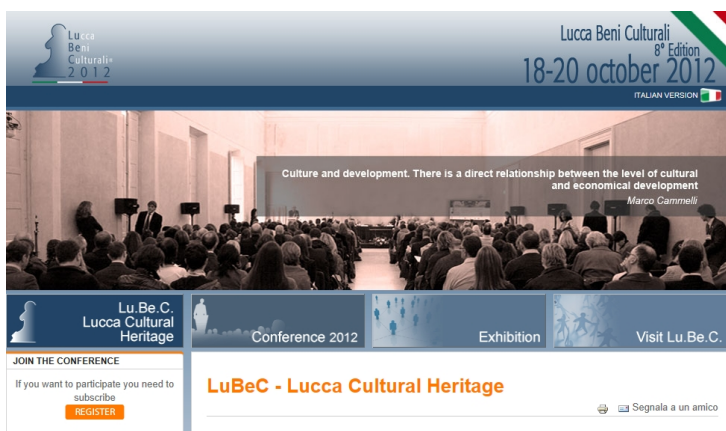 Lucca
Beni
Culturali
2012
Lucca Beni Culturali
8° Edition
18-20 october 2012
ITALIAN VERSION
Culture and development. There is a direct relationship between the level of cultural
and economical development
Marco Cammelli
Lu.Be.C.
Lucca Cultural
Heritage
Conference 2012
Exhibition
Visit Lu.Be.C.
JOIN THE CONFERENCE
If you want to participate you need to
subscribe
REGISTER
LuBeC - Lucca Cultural Heritage
Segnala a un amico